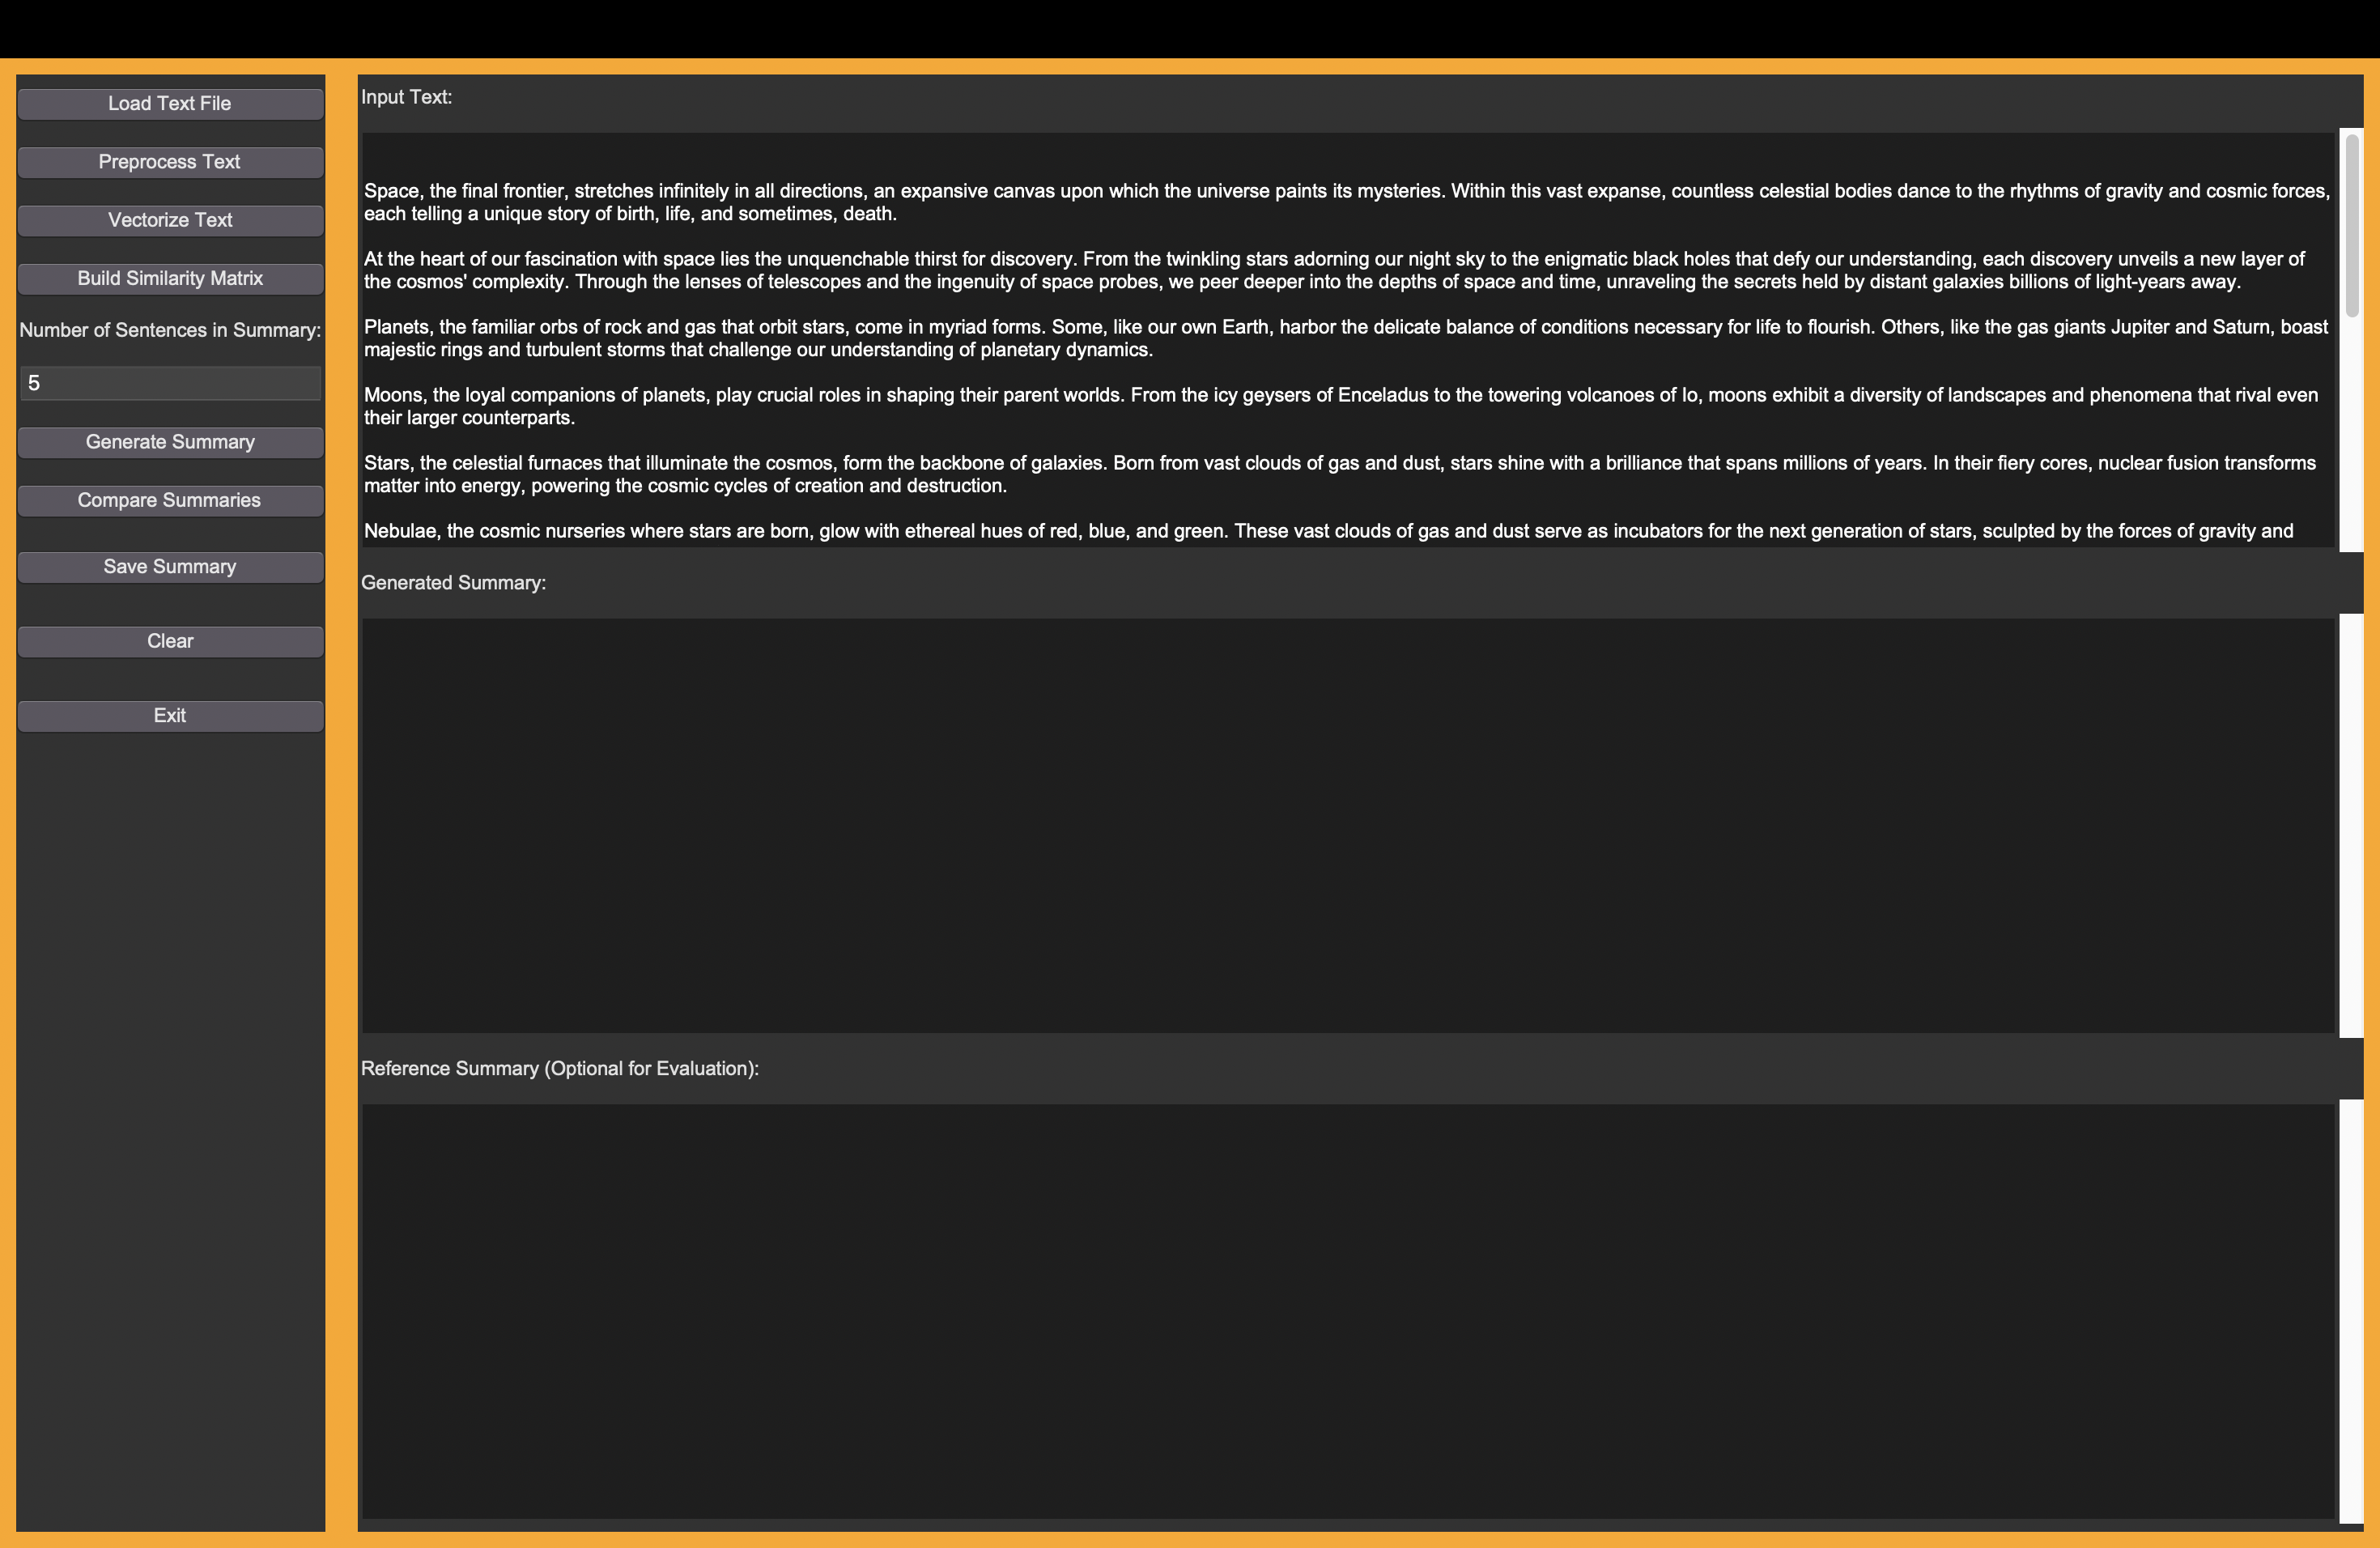 Load Text File
Preprocess Text
Vectorize Text
Build Similarity Matrix
Number of Sentences in Summary:
5
Generate Summary
Compare Summaries
Save Summary
Clear
Exit
Input Text:
Space, the final frontier, stretches infinitely in all directions, an expansive canvas upon which the universe paints its mysteries. Within this vast expanse, countless celestial bodies dance to the rhythms of gravity and cosmic forces,
each telling a unique story of birth, life, and sometimes, death.
At the heart of our fascination with space lies the unquenchable thirst for discovery. From the twinkling stars adorning our night sky to the enigmatic black holes that defy our understanding, each discovery unveils a new layer of
the cosmos' complexity. Through the lenses of telescopes and the ingenuity of space probes, we peer deeper into the depths of space and time, unraveling the secrets held by distant galaxies billions of light-years away.
Planets, the familiar orbs of rock and gas that orbit stars, come in myriad forms. Some, like our own Earth, harbor the delicate balance of conditions necessary for life to flourish. Others, like the gas giants Jupiter and Saturn, boast
majestic rings and turbulent storms that challenge our understanding of planetary dynamics.
Moons, the loyal companions of planets, play crucial roles in shaping their parent worlds. From the icy geysers of Enceladus to the towering volcanoes of Io, moons exhibit a diversity of landscapes and phenomena that rival even
their larger counterparts.
Stars, the celestial furnaces that illuminate the cosmos, form the backbone of galaxies. Born from vast clouds of gas and dust, stars shine with a brilliance that spans millions of years. In their fiery cores, nuclear fusion transforms
matter into energy, powering the cosmic cycles of creation and destruction.
Nebulae, the cosmic nurseries where stars are born, glow with ethereal hues of red, blue, and green. These vast clouds of gas and dust serve as incubators for the next generation of stars, sculpted by the forces of gravity and
Generated Summary:
Reference Summary (Optional for Evaluation):